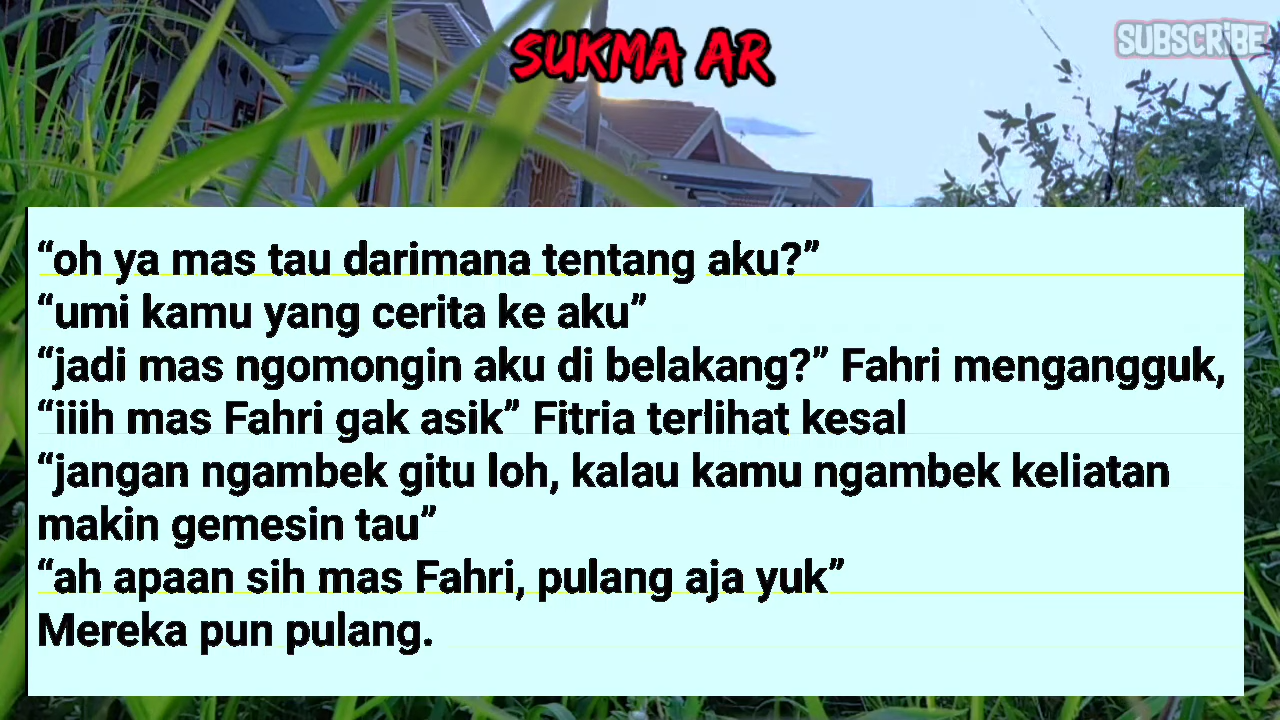 SUKMA AR
SUBSCRIBE
“oh ya mas tau darimana tentang aku?”
“umi kamu yang cerita ke aku”
“jadi mas ngomongin aku di belakang?” Fahri mengangguk,
“iiih mas Fahri gak asik” Fitria terlihat kesal
“jangan ngambek gitu loh, kalau kamu ngambek keliatan
makin gemesin tau”
“ah apaan sih mas Fahri, pulang aja yuk”
Mereka pun pulang.